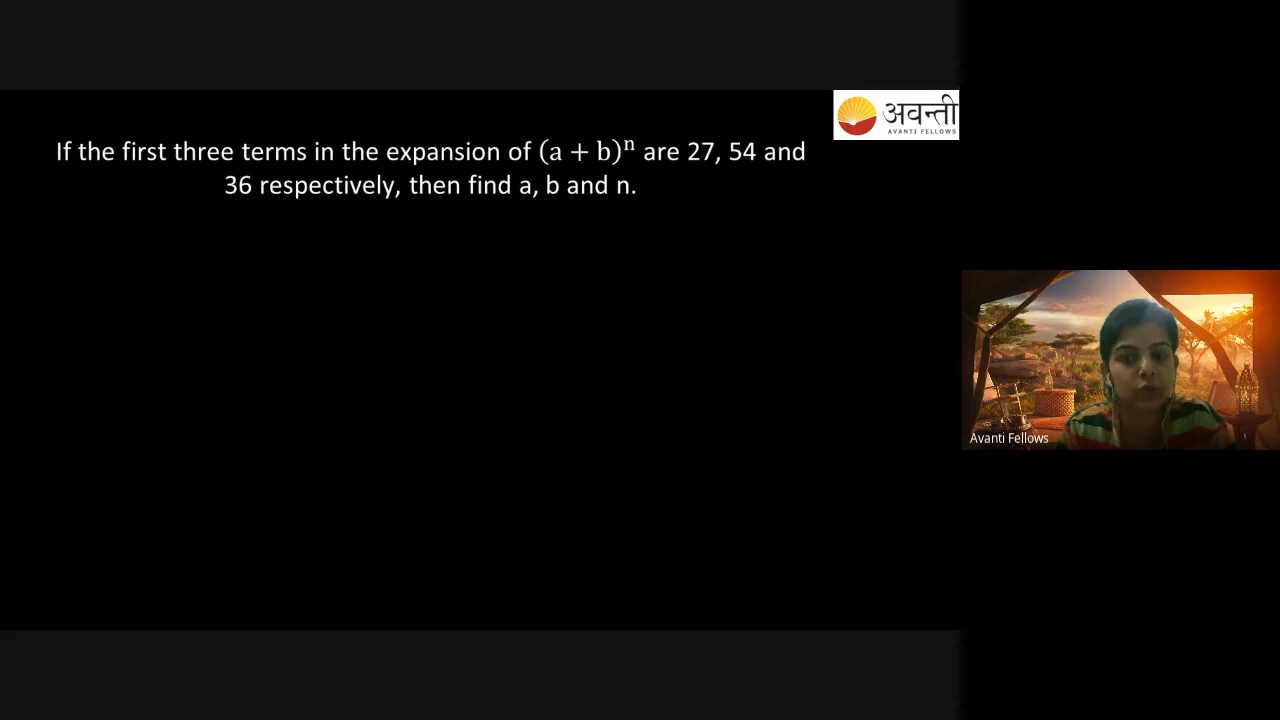 अवन्ती
AVANTI FELLOWS
If the first three terms in the expansion of (a + b)ⁿ are 27, 54 and
36 respectively, then find a, b and n.
Avanti Fellows